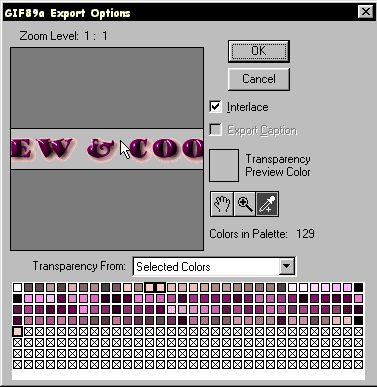 GIF89a Export Options
Zoom Level: 1 : 1
OK
Cancel
Interlace
Export Caption
EW & COO
Transparency
Preview Color
Colors in Palette: 129
Transparency From: Selected Colors